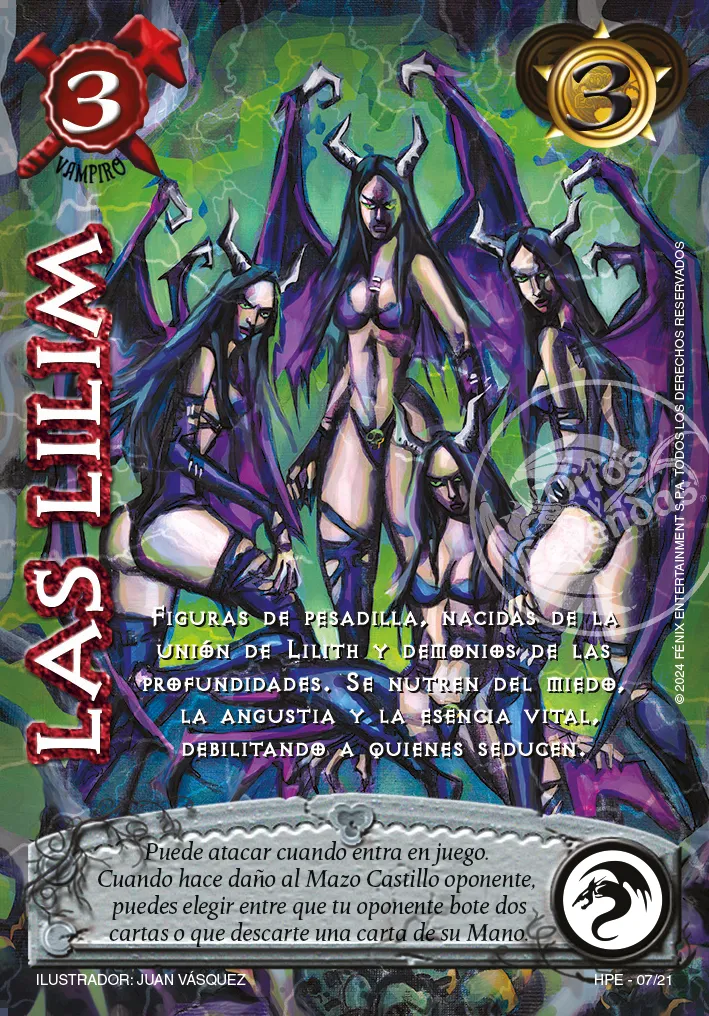 3
VAMPIRO
3
LAS LILIM
Figuras de pesadilla, nacidas de la
unión de Lilith y demonios de las
profundidades. Se nutren del miedo,
la angustia y la esencia vital,
debilitando a quienes seducen.
Puede atacar cuando entra en juego.
Cuando hace daño al Mazo Castillo oponente,
puedes elegir entre que tu oponente bote dos
cartas o que descarte una carta de su Mano.
©2024 FÉNIX ENTERTAINMENT S.P.A. TODOS LOS DERECHOS RESERVADOS
Mitos
y
Leyendas
ILUSTRADOR: JUAN VÁSQUEZ
HPE - 07/21